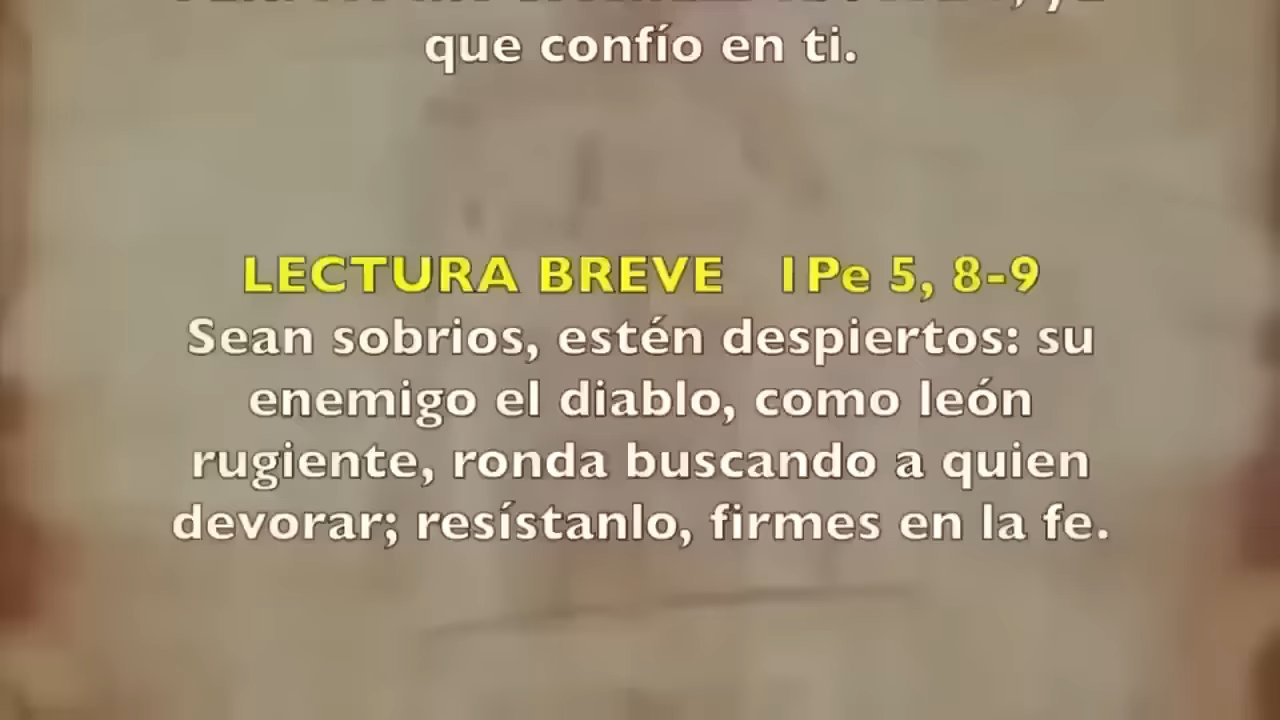 que confío en ti.
LECTURA BREVE 1Pe 5, 8-9
Sean sobrios, estén despiertos: su
enemigo el diablo, como león
rugiente, ronda buscando a quien
devorar; resístanlo, firmes en la fe.